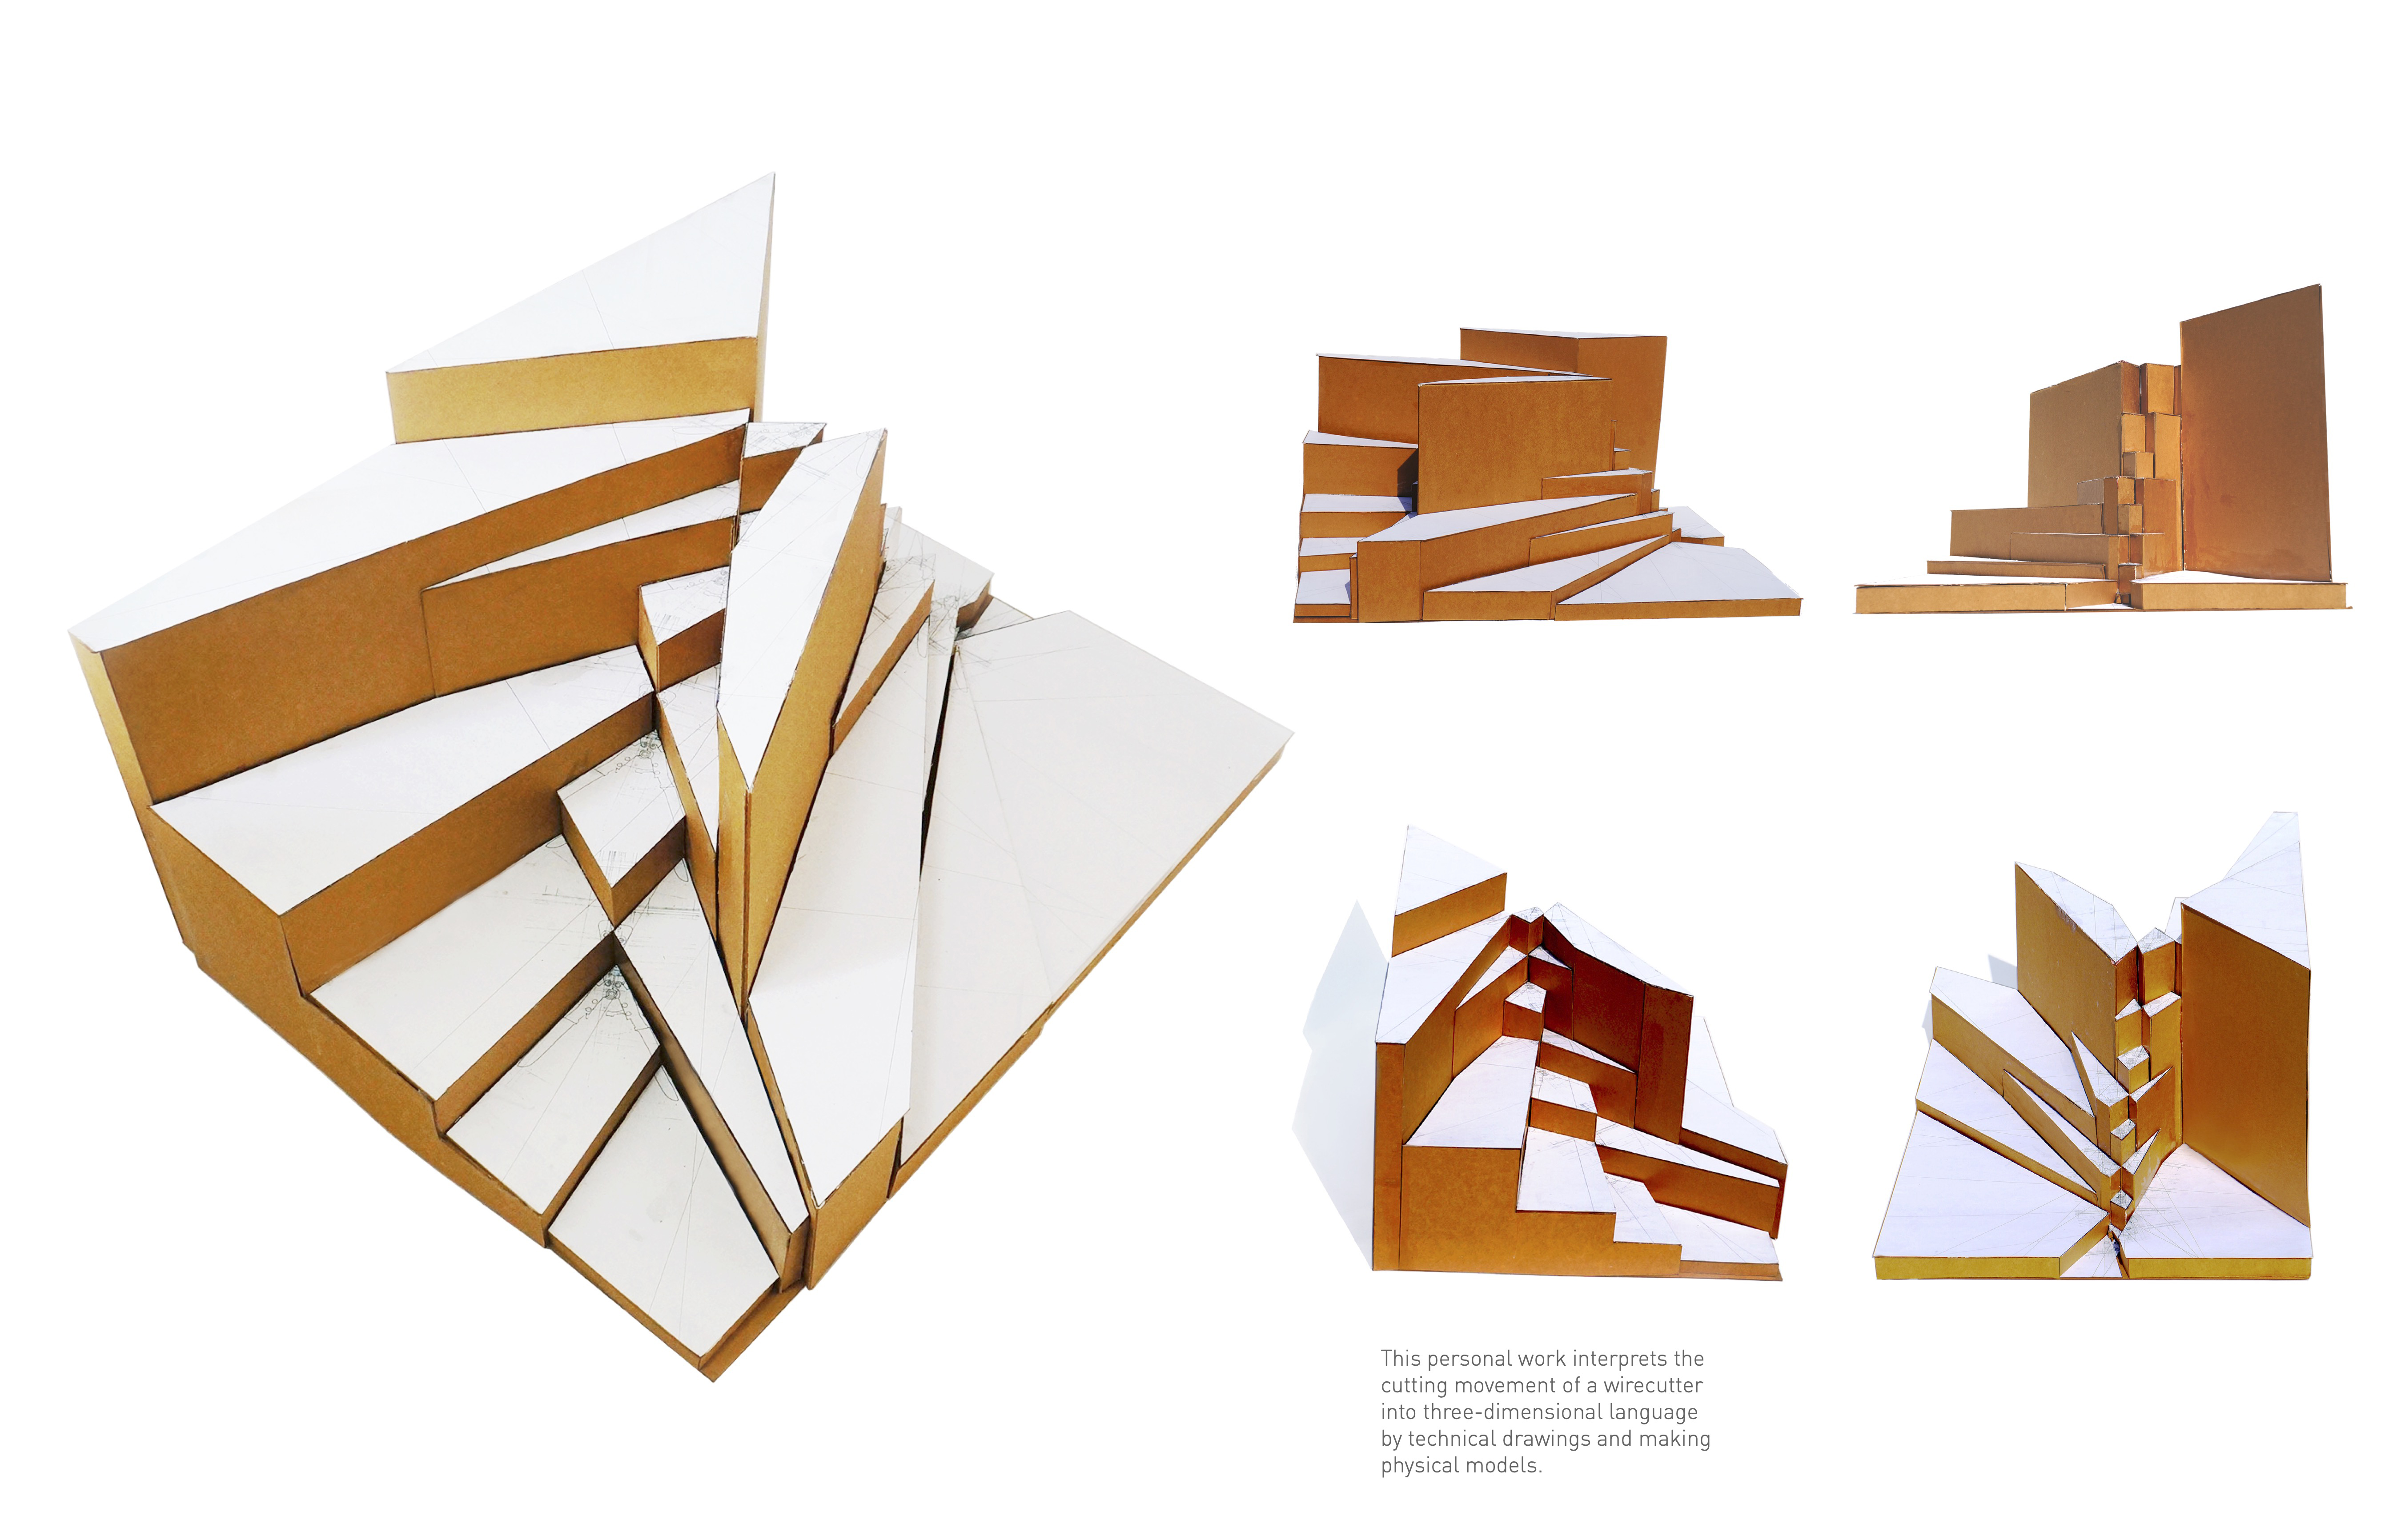 This personal work interprets the
cutting movement of a wirecutter
into three-dimensional language
by technical drawings and making
physical models.